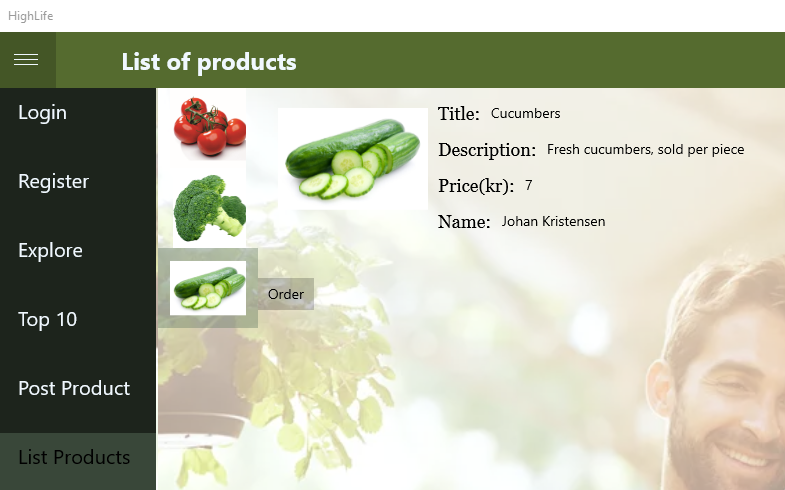 HighLife
List of products
Login
Register
Explore
Top 10
Post Product
List Products
Title: Cucumbers
Description: Fresh cucumbers, sold per piece
Price(kr): 7
Name: Johan Kristensen
Order